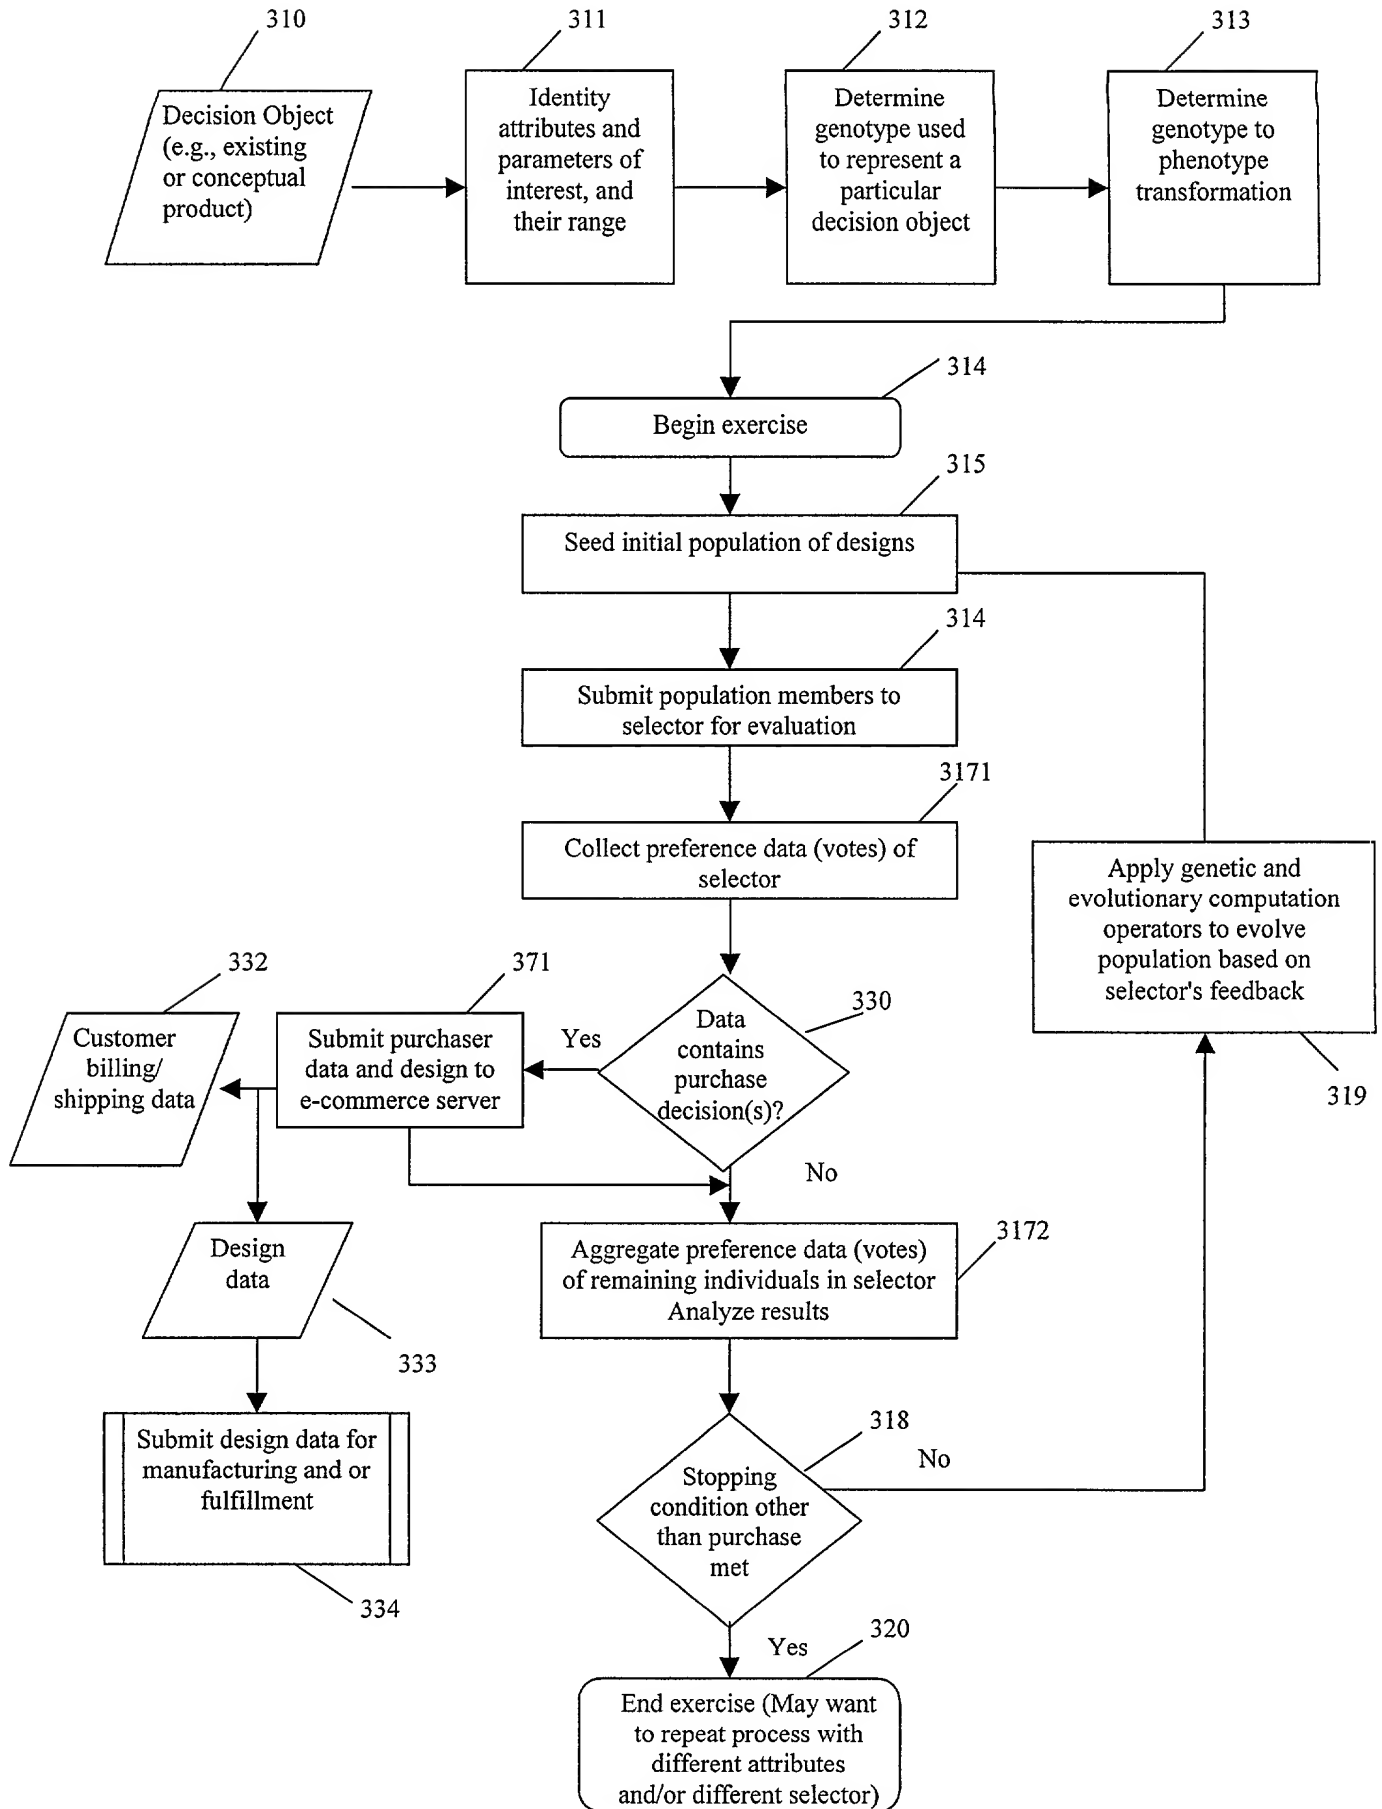 310
311
312
313
Decision Object
(e.g., existing
or conceptual
product)
Identity
attributes and
parameters of
interest, and
their range
Determine
genotype used
to represent a
particular
decision object
Determine
genotype to
phenotype
transformation
314
Begin exercise
315
Seed initial population of designs
314
Submit population members to
selector for evaluation
3171
Collect preference data (votes) of
selector
Apply genetic and
evolutionary computation
operators to evolve
population based on
selector's feedback
319
332
371
330
Customer
billing/
shipping data
Submit purchaser
data and design to
e-commerce server
Yes
Data
contains
purchase
decision(s)?
No
Design
data
333
3172
Aggregate preference data (votes)
of remaining individuals in selector
Analyze results
Submit design data for
manufacturing and or
fulfillment
334
318
No
Stopping
condition other
than purchase
met
Yes
320
End exercise (May want
to repeat process with
different attributes
and/or different selector)